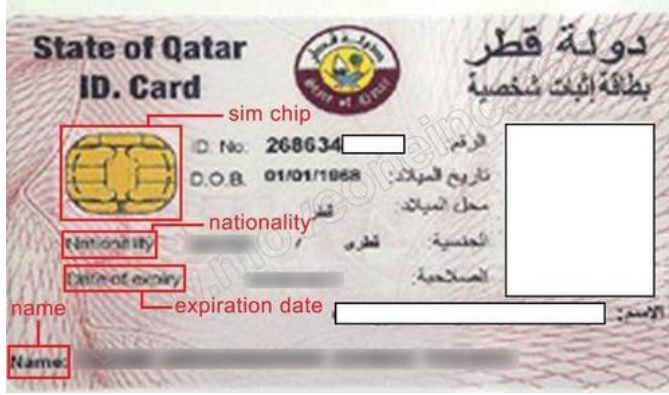 State of Qatar
ID. Card
دولة قطر
بطاقة إثبات شخصية
sim chip
ID. No: 268634
الرقم:
D.O.B. 01/01/1968
تاريخ الميلاد:
محل الميلاد: قطر
nationality
Nationality / قطري الجنسية:
Date of expiry
الصلاحية:
name
expiration date
الاسم:
Name: